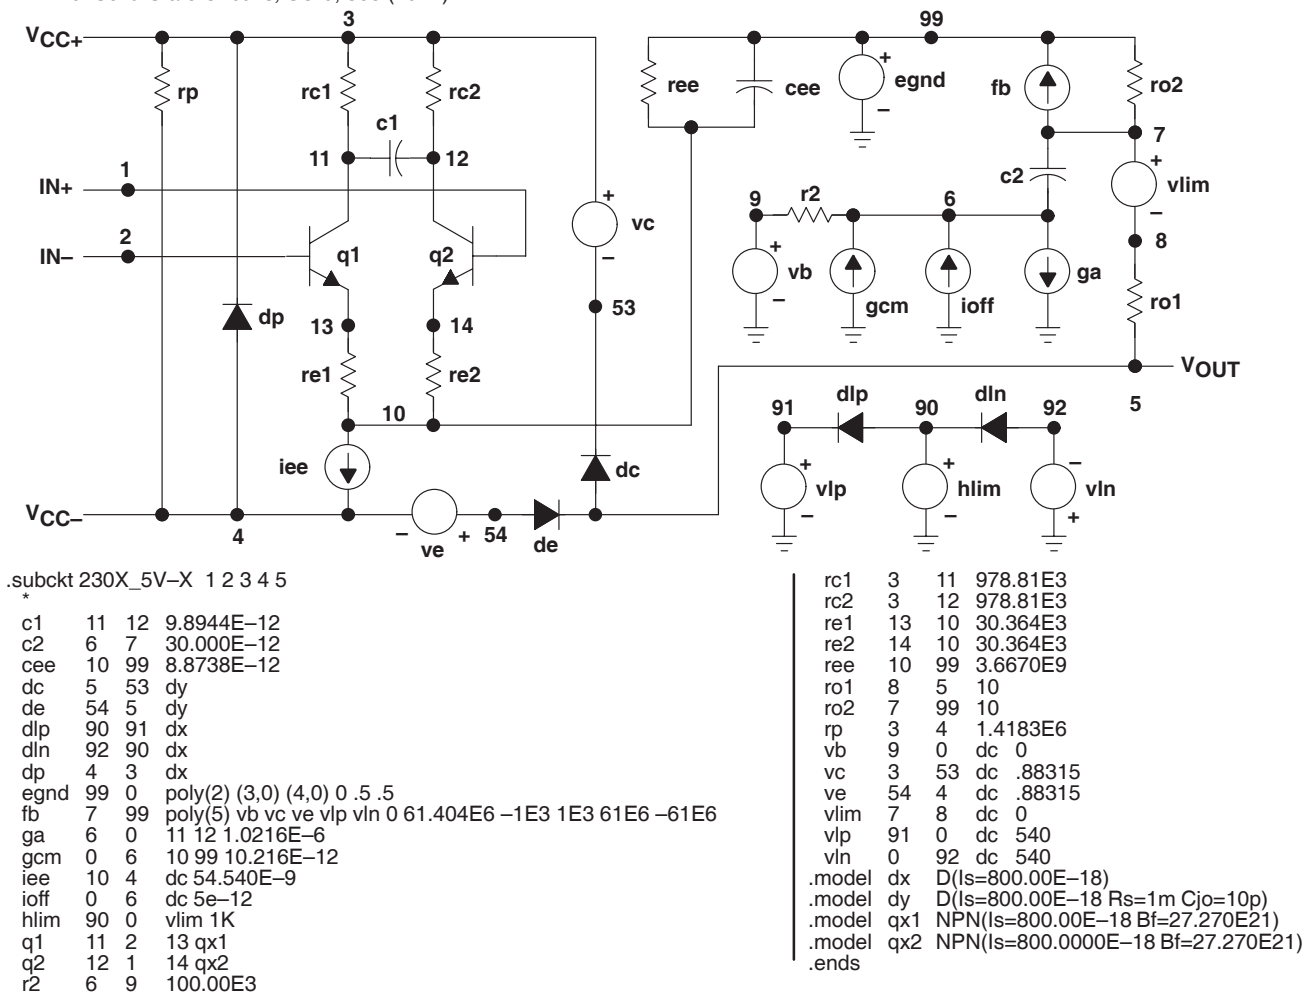 3
99
VCC+
rp
rc1
rc2
ree
cee
egnd
+
–
fb
ro2
c1
11
12
7
1
IN+
c2
+
vlim
–
9
r2
6
2
IN–
q1
q2
+
vc
–
8
+
vb
–
gcm
ioff
ga
ro1
dp
13
14
53
re1
re2
VOUT
10
dlp
dln
5
91
90
92
iee
dc
+
vlp
–
+
hlim
–
–
vln
+
VCC–
4
–
ve
+
54
de
.subckt 230X_5V–X 1 2 3 4 5
*
c1 11 12 9.8944E–12
c2 6 7 30.000E–12
cee 10 99 8.8738E–12
dc 5 53 dy
de 54 5 dy
dlp 90 91 dx
dln 92 90 dx
dp 4 3 dx
egnd 99 0 poly(2) (3,0) (4,0) 0 .5 .5
fb 7 99 poly(5) vb vc ve vlp vln 0 61.404E6 –1E3 1E3 61E6 –61E6
ga 6 0 11 12 1.0216E–6
gcm 0 6 10 99 10.216E–12
iee 10 4 dc 54.540E–9
ioff 0 6 dc 5e–12
hlim 90 0 vlim 1K
q1 11 2 13 qx1
q2 12 1 14 qx2
r2 6 9 100.00E3
rc1 3 11 978.81E3
rc2 3 12 978.81E3
re1 13 10 30.364E3
re2 14 10 30.364E3
ree 10 99 3.6670E9
ro1 8 5 10
ro2 7 99 10
rp 3 4 1.4183E6
vb 9 0 dc 0
vc 3 53 dc .88315
ve 54 4 dc .88315
vlim 7 8 dc 0
vlp 91 0 dc 540
vln 0 92 dc 540
.model dx D(Is=800.00E–18)
.model dy D(Is=800.00E–18 Rs=1m Cjo=10p)
.model qx1 NPN(Is=800.00E–18 Bf=27.270E21)
.model qx2 NPN(Is=800.0000E–18 Bf=27.270E21)
.ends